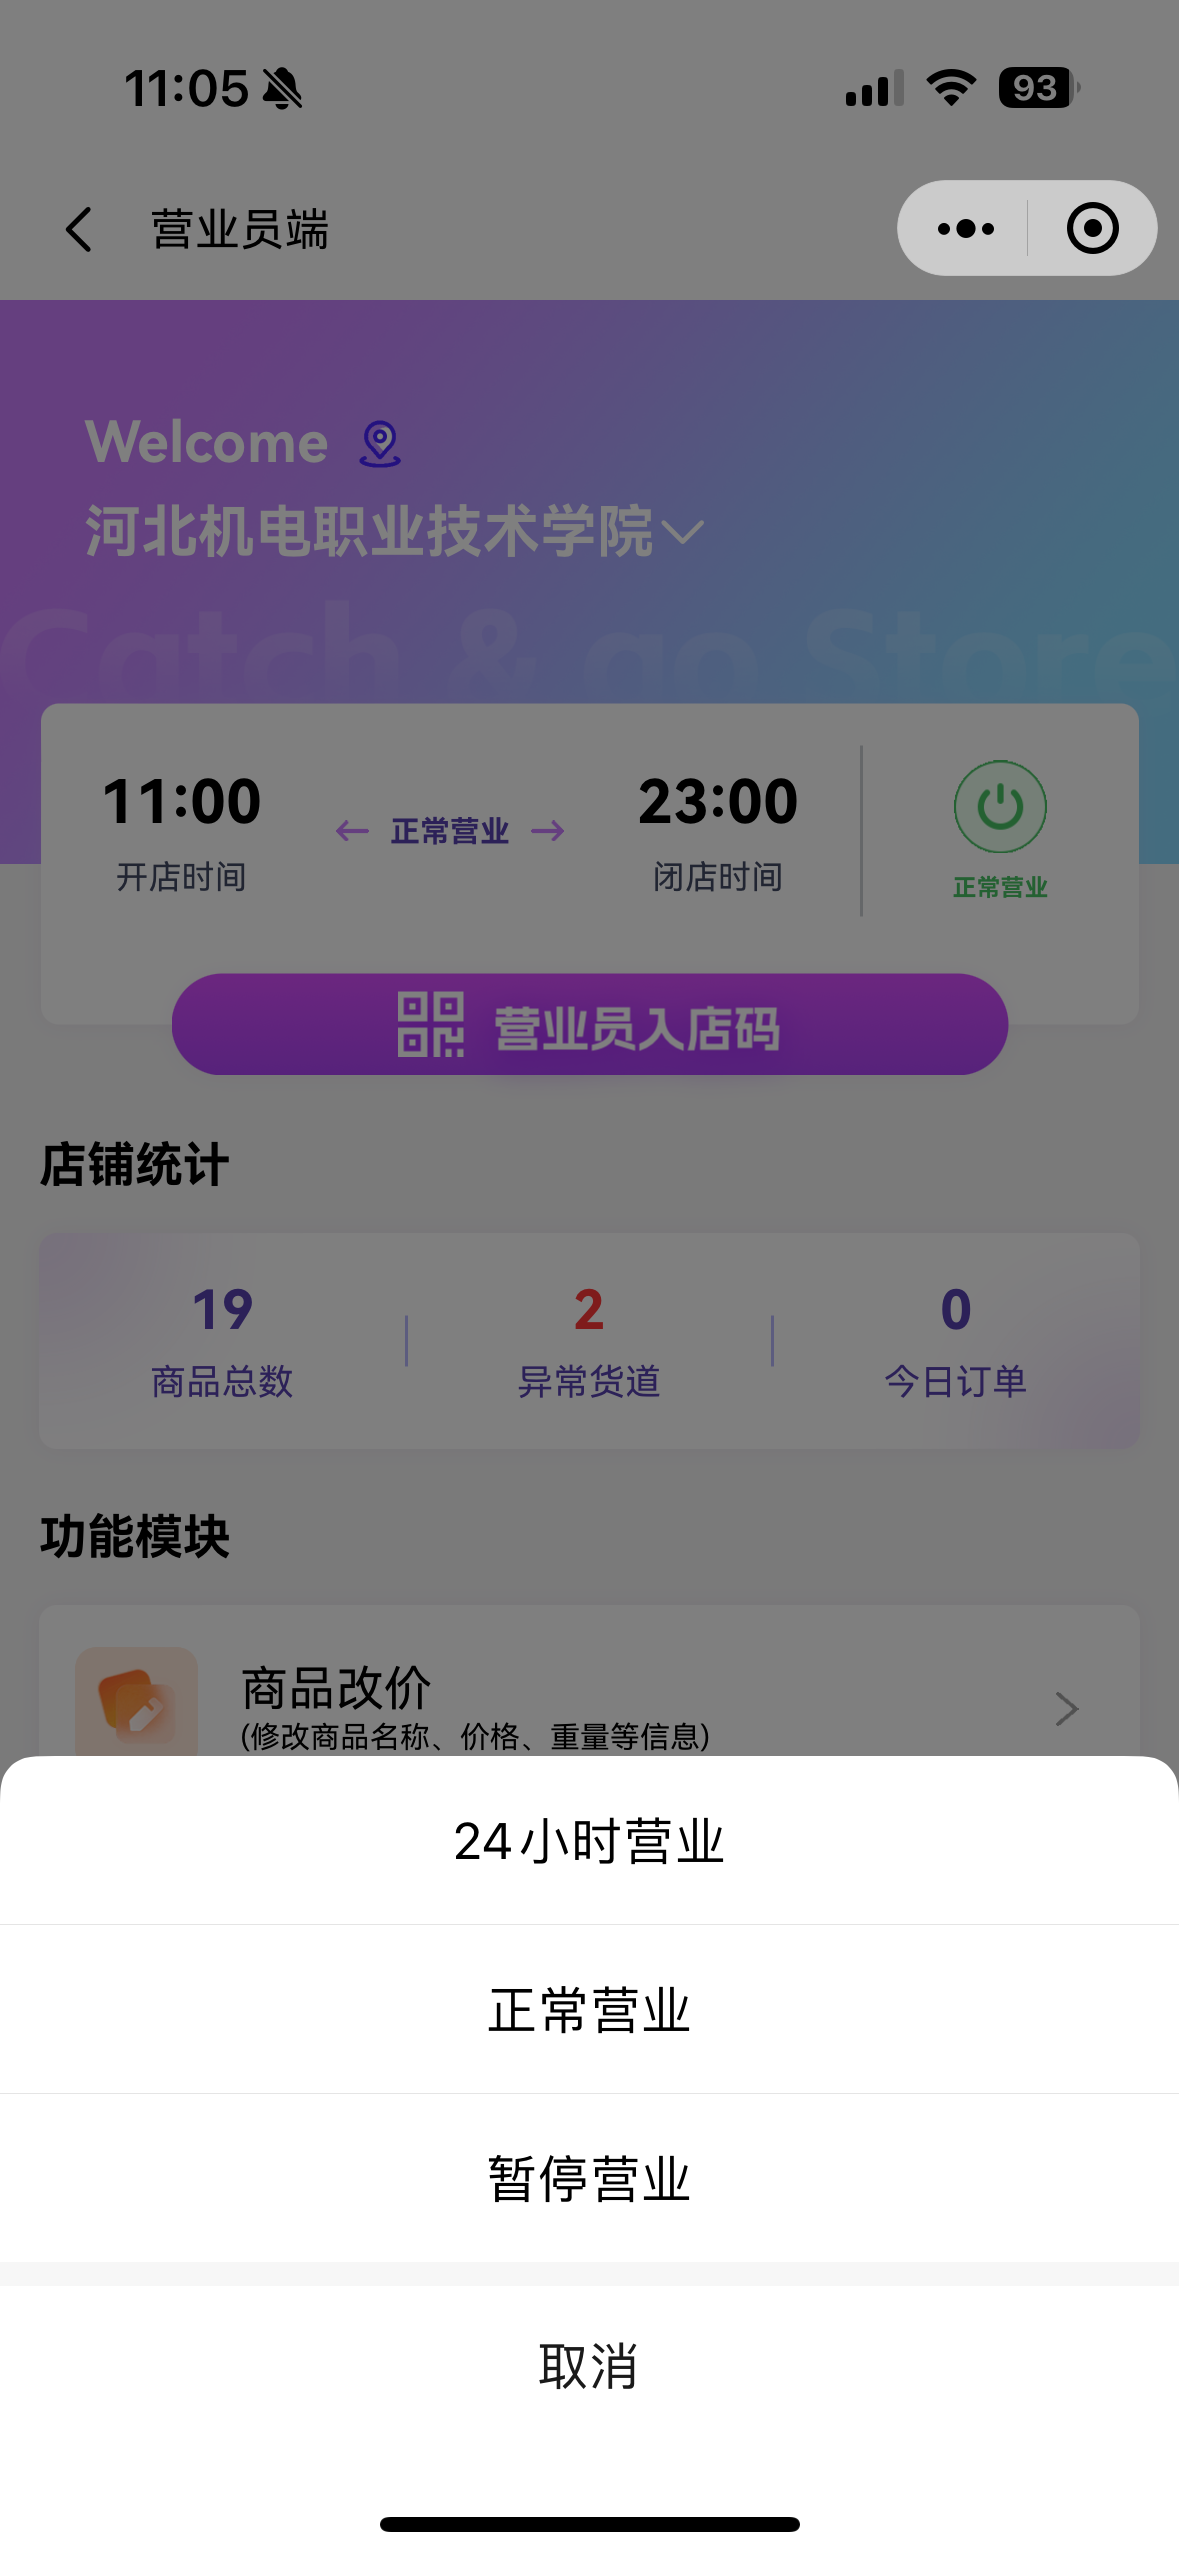 11:05
93
营业员端
Welcome
河北机电职业技术学院
Catch & go Store
11:00
正常营业
23:00
开店时间
闭店时间
正常营业
营业员入店码
店铺统计
19
2
0
商品总数
异常货道
今日订单
功能模块
商品改价
(修改商品名称、价格、重量等信息)
24小时营业
正常营业
暂停营业
取消